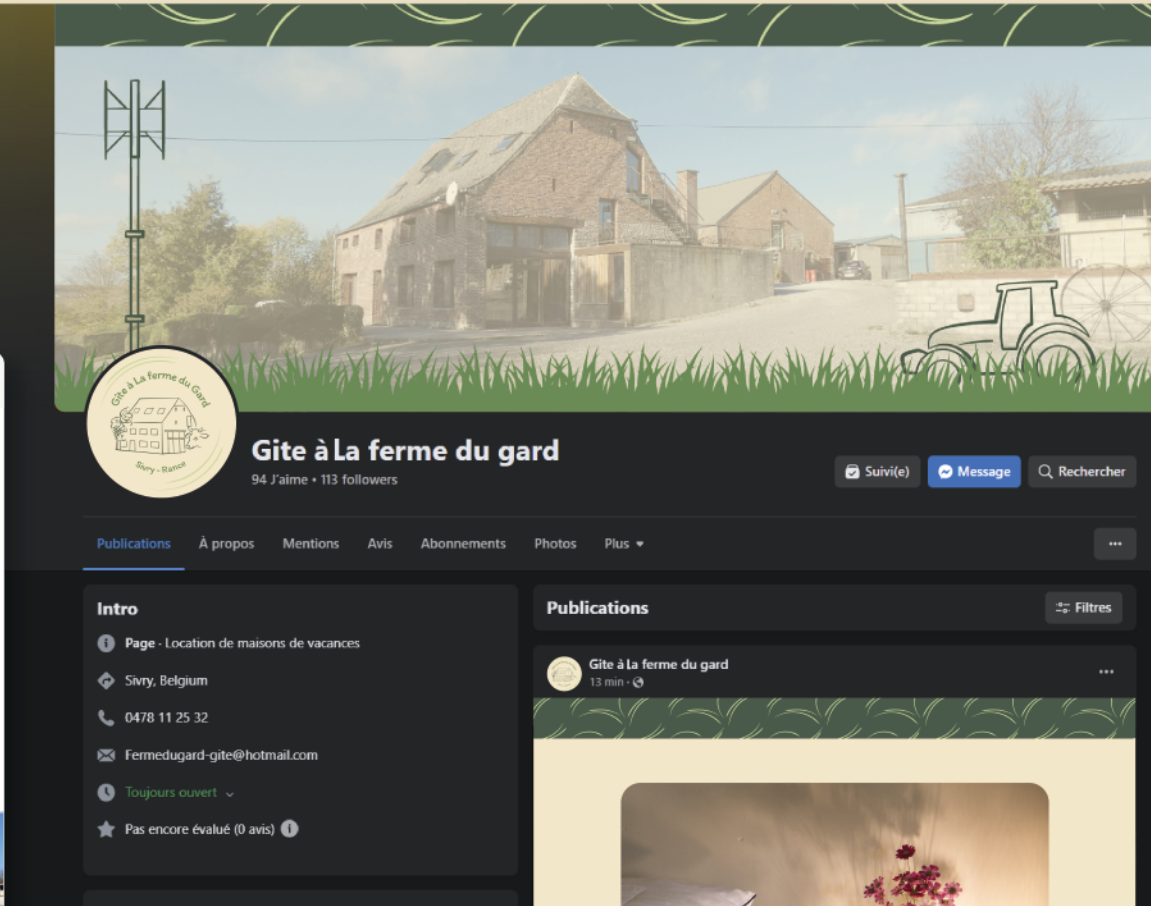 Gîte à La ferme du Gard
Sivry - Rance
Gite à La ferme du gard
94 J'aime • 113 followers
Suivi(e)
Message
Rechercher
Publications
À propos
Mentions
Avis
Abonnements
Photos
Plus
Intro
Page · Location de maisons de vacances
Sivry, Belgium
0478 11 25 32
Fermedugard-gite@hotmail.com
Toujours ouvert
Pas encore évalué (0 avis)
Publications
Filtres
Gite à La ferme du gard
13 min ·